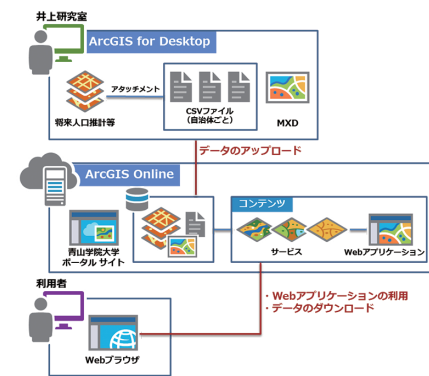 井上研究室
ArcGIS for Desktop
アタッチメント
将来人口推計等
CSVファイル
（自治体ごと）
MXD
データのアップロード
ArcGIS Online
コンテンツ
青山学院大学
ポータル サイト
サービス
Webアプリケーション
・Webアプリケーションの利用
・データのダウンロード
利用者
Webブラウザ